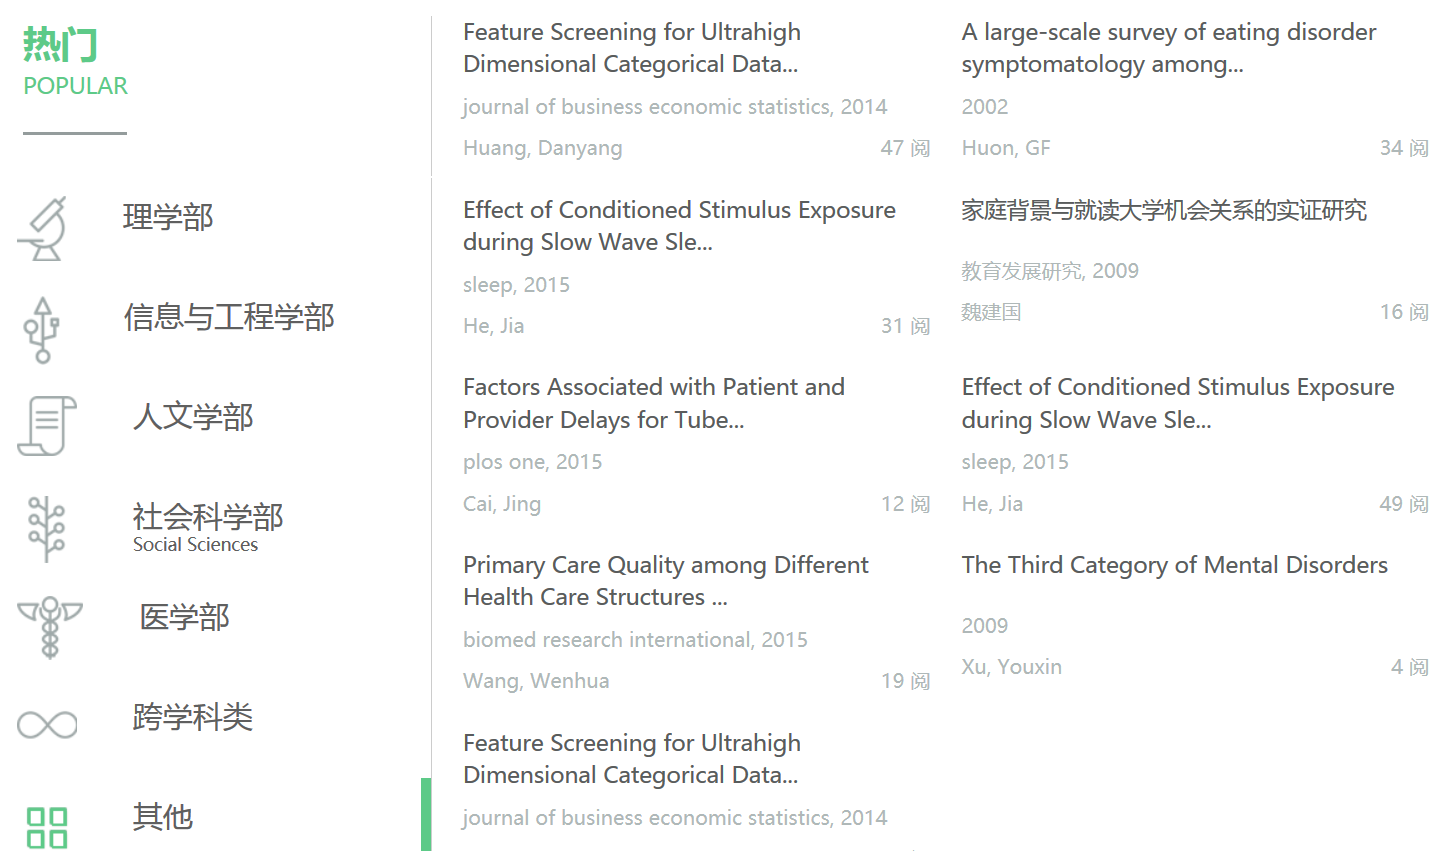 热门
POPULAR
理学部
信息与工程学部
人文学部
社会科学部
Social Sciences
医学部
跨学科类
其他
Feature Screening for Ultrahigh
Dimensional Categorical Data...
journal of business economic statistics, 2014
Huang, Danyang 47 阅
A large-scale survey of eating disorder
symptomatology among...
2002
Huon, GF 34 阅
Effect of Conditioned Stimulus Exposure
during Slow Wave Sle...
sleep, 2015
He, Jia 31 阅
家庭背景与就读大学机会关系的实证研究
教育发展研究, 2009
魏建国 16 阅
Factors Associated with Patient and
Provider Delays for Tube...
plos one, 2015
Cai, Jing 12 阅
Effect of Conditioned Stimulus Exposure
during Slow Wave Sle...
sleep, 2015
He, Jia 49 阅
Primary Care Quality among Different
Health Care Structures ...
biomed research international, 2015
Wang, Wenhua 19 阅
The Third Category of Mental Disorders
2009
Xu, Youxin 4 阅
Feature Screening for Ultrahigh
Dimensional Categorical Data...
journal of business economic statistics, 2014